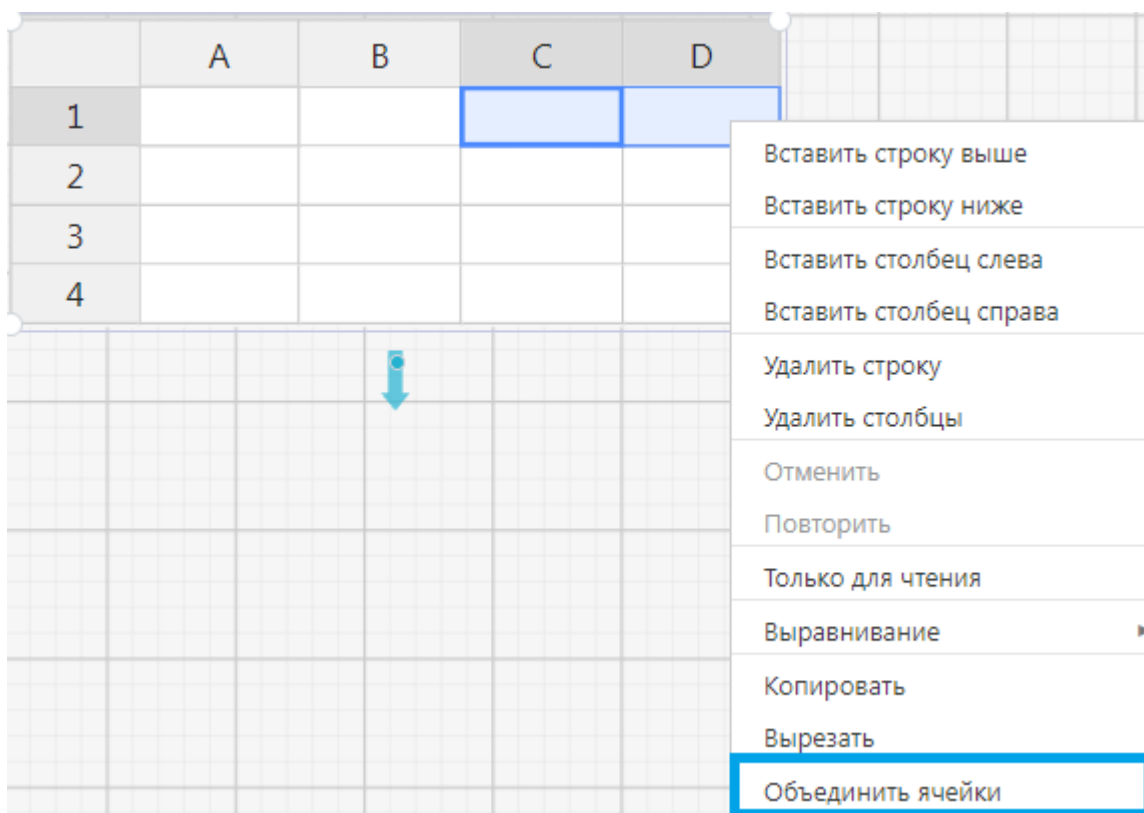 A B C D
1
2
3
4
Вставить строку выше
Вставить строку ниже
Вставить столбец слева
Вставить столбец справа
Удалить строку
Удалить столбцы
Отменить
Повторить
Только для чтения
Выравнивание
Копировать
Вырезать
Объединить ячейки